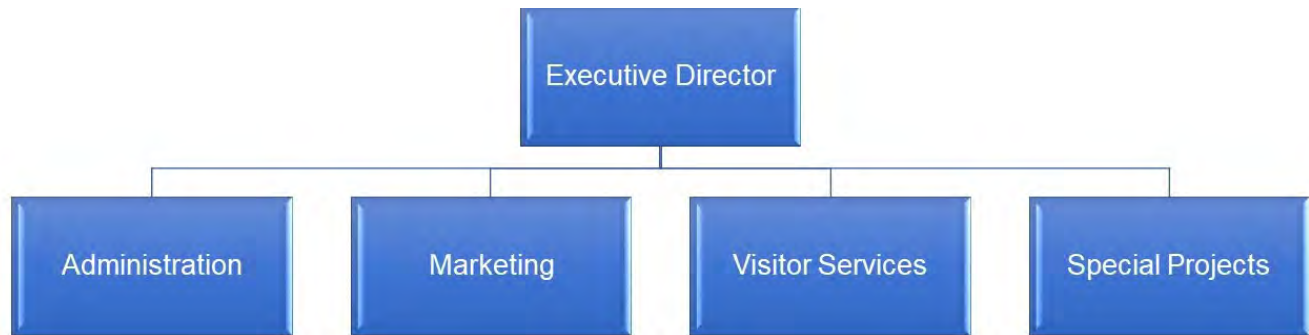 Executive Director
Administration
Marketing
Visitor Services
Special Projects